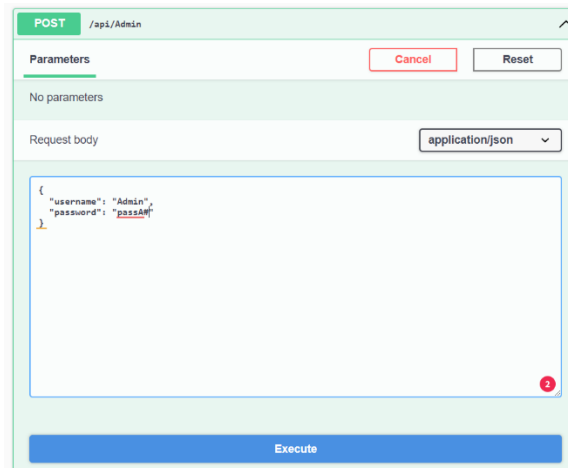 POST /api/Admin
Parameters Cancel Reset
No parameters
Request body application/json
{
"username": "Admin",
"password": "passA#"
}
2
Execute